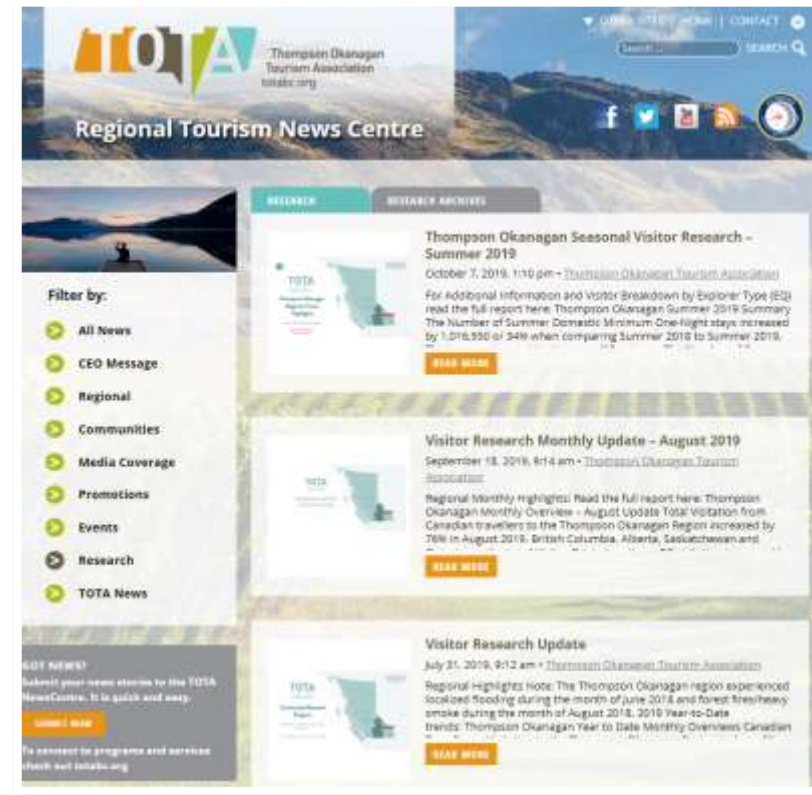 OTHER SITES | HOME | CONTACT
TOTA
Thompson Okanagan
Tourism Association
totabc.org
Search ...
SEARCH
Regional Tourism News Centre
RESEARCH
RESEARCH ARCHIVES
Filter by:
All News
CEO Message
Regional
Communities
Media Coverage
Promotions
Events
Research
TOTA News
GOT NEWS?
Submit your news stories to the TOTA
NewsCentre. It is quick and easy.
SUBMIT NOW
To connect to programs and services
check out totabc.org
Thompson Okanagan Seasonal Visitor Research –
Summer 2019
October 7, 2019, 1:10 pm • Thompson Okanagan Tourism Association
For Additional Information and Visitor Breakdown by Explorer Type (EQ)
read the full report here: Thompson Okanagan Summer 2019 Summary
The Number of Summer Domestic Minimum One-Night stays increased
by 1,016,550 or 34% when comparing Summer 2018 to Summer 2019.
READ MORE
TOTA
Visitor Research Monthly Update – August 2019
September 18, 2019, 9:14 am • Thompson Okanagan Tourism
Association
Regional Monthly Highlights: Read the full report here: Thompson
Okanagan Monthly Overview – August Update Total Visitation from
Canadian travellers to the Thompson Okanagan Region increased by
76% in August 2019. British Columbia, Alberta, Saskatchewan and
READ MORE
TOTA
Visitor Research Update
July 31, 2019, 9:12 am • Thompson Okanagan Tourism Association
Regional Highlights Note: The Thompson Okanagan region experienced
localized flooding during the month of June 2018 and forest fires/heavy
smoke during the month of August 2018. 2019 Year-to-Date
trends: Thompson Okanagan Year to Date Monthly Overviews Canadian
READ MORE
TOTA